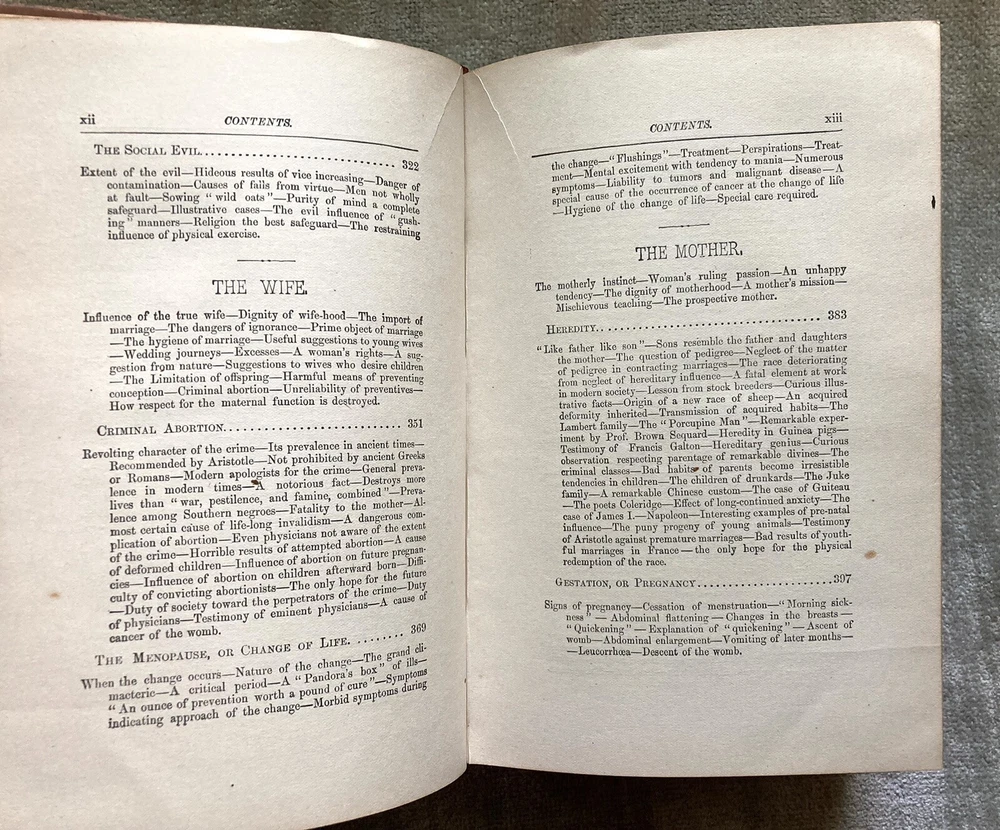 xii
CONTENTS.
THE SOCIAL EVIL........................................ 322
Extent of the evil—Hideous results of vice increasing—Danger of
contamination—Causes of falls from virtue—Men not wholly
at fault—Sowing "wild oats"—Purity of mind a complete
safeguard—Illustrative cases—The evil influence of "gush-
ing" manners—Religion the best safeguard—The restraining
influence of physical exercise.
THE WIFE.
Influence of the true wife—Dignity of wife-hood—The import of
marriage—The dangers of ignorance—Prime object of marriage
—The hygiene of marriage—Useful suggestions to young wives
—Wedding journeys—Excesses—A woman's rights—A sug-
gestion from nature—Suggestions to wives who desire children
—The Limitation of offspring—Harmful means of preventing
conception—Criminal abortion—Unreliability of preventives—
How respect for the maternal function is destroyed.
CRIMINAL ABORTION............................... 351
Revolting character of the crime—Its prevalence in ancient times—
Recommended by Aristotle—Not prohibited by ancient Greeks
or Romans—Modern apologists for the crime—General preva-
lence in modern times—A notorious fact—Destroys more
lives than "war, pestilence, and famine, combined"—Preva-
lence among Southern negroes—Fatality to the mother—Al-
most certain cause of life-long invalidism—A dangerous com-
plication of abortion—Even physicians not aware of the extent
of the crime—Horrible results of attempted abortion—A cause
of deformed children—Influence of abortion on future pregnan-
cies—Influence of abortion on children afterward born—Diffi-
culty of convicting abortionists—The only hope for the future
—Duty of society toward the perpetrators of the crime—Duty
of physicians—Testimony of eminent physicians—A cause of
cancer of the womb.
THE MENOPAUSE, OR CHANGE OF LIFE. ........ 369
When the change occurs—Nature of the change—The grand cli-
macteric—A critical period—A "Pandora's box" of ills—
"An ounce of prevention worth a pound of cure"—Symptoms
indicating approach of the change—Morbid symptoms during
CONTENTS.
xiii
the change—"Flushings"—Treatment—Perspirations—Treat-
ment—Mental excitement with tendency to mania—Numerous
symptoms—Liability to tumors and malignant disease—A
special cause of the occurrence of cancer at the change of life
—Hygiene of the change of life—Special care required.
THE MOTHER.
The motherly instinct—Woman's ruling passion—An unhappy
tendency—The dignity of motherhood—A mother's mission—
Mischievous teaching—The prospective mother.
HEREDITY........................................ 383
"Like father like son"—Sons resemble the father and daughters
the mother—The question of pedigree—Neglect of the matter
of pedigree in contracting marriages—The race deteriorating
from neglect of hereditary influence—A fatal element at work
in modern society—Lesson from stock breeders—Curious illus-
trative facts—Origin of a new race of sheep—An acquired
deformity inherited—Transmission of acquired habits—The
Lambert family—The "Porcupine Man"—Remarkable exper-
iment by Prof. Brown Sequard—Heredity in Guinea pigs—
Testimony of Francis Galton—Hereditary genius—Curious
observation respecting parentage of remarkable divines—The
criminal classes—Bad habits of parents become irresistible
tendencies in children—The children of drunkards—The Juke
family—A remarkable Chinese custom—The case of Guiteau
—The poets Coleridge—Effect of long-continued anxiety—The
case of James I.—Napoleon—Interesting examples of pre-natal
influence—The puny progeny of young animals—Testimony
of Aristotle against premature marriages—Bad results of youth-
ful marriages in France—the only hope for the physical
redemption of the race.
GESTATION, OR PREGNANCY.......................397
Signs of pregnancy—Cessation of menstruation—"Morning sick-
ness"—Abdominal flattening—Changes in the breasts—
"Quickening"—Explanation of "quickening"—Ascent of
womb—Abdominal enlargement—Vomiting of later months—
—Leucorrhœa—Descent of the womb.